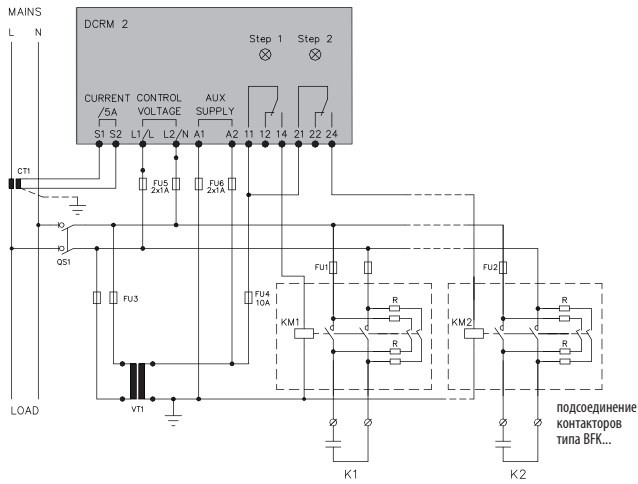 MAINS
L N
DCRM 2
Step 1 Step 2
CURRENT CONTROL AUX
/5A VOLTAGE SUPPLY
S1 S2 L1/L L2/N A1 A2 11 12 14 21 22 24
CT1
FU5
2x1A
FU6
2x1A
QS1
FU1
FU2
FU3
FU4
10A
KM1
R
R
KM2
R
R
VT1
LOAD
подсоединение
контакторов
типа BFK...
K1 K2